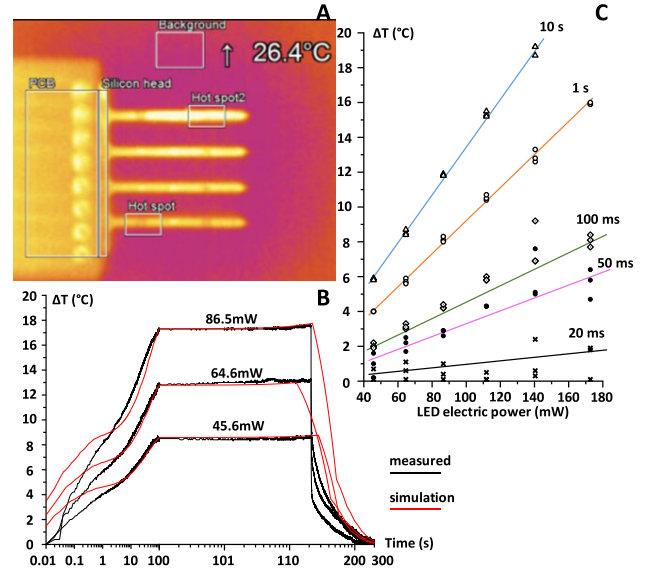 A
Background
26.4°C
PCB
Silicon head
Hot spot2
Hot spot
B
ΔT (°C)
20
18
16
14
12
10
8
6
4
2
0
86.5mW
64.6mW
45.6mW
0.01 0.1 1 10 100 101 110 200 300
Time (s)
measured
simulation
C
ΔT (°C)
20
18
16
14
12
10
8
6
4
2
0
10 s
1 s
100 ms
50 ms
20 ms
40 60 80 100 120 140 160 180
LED electric power (mW)